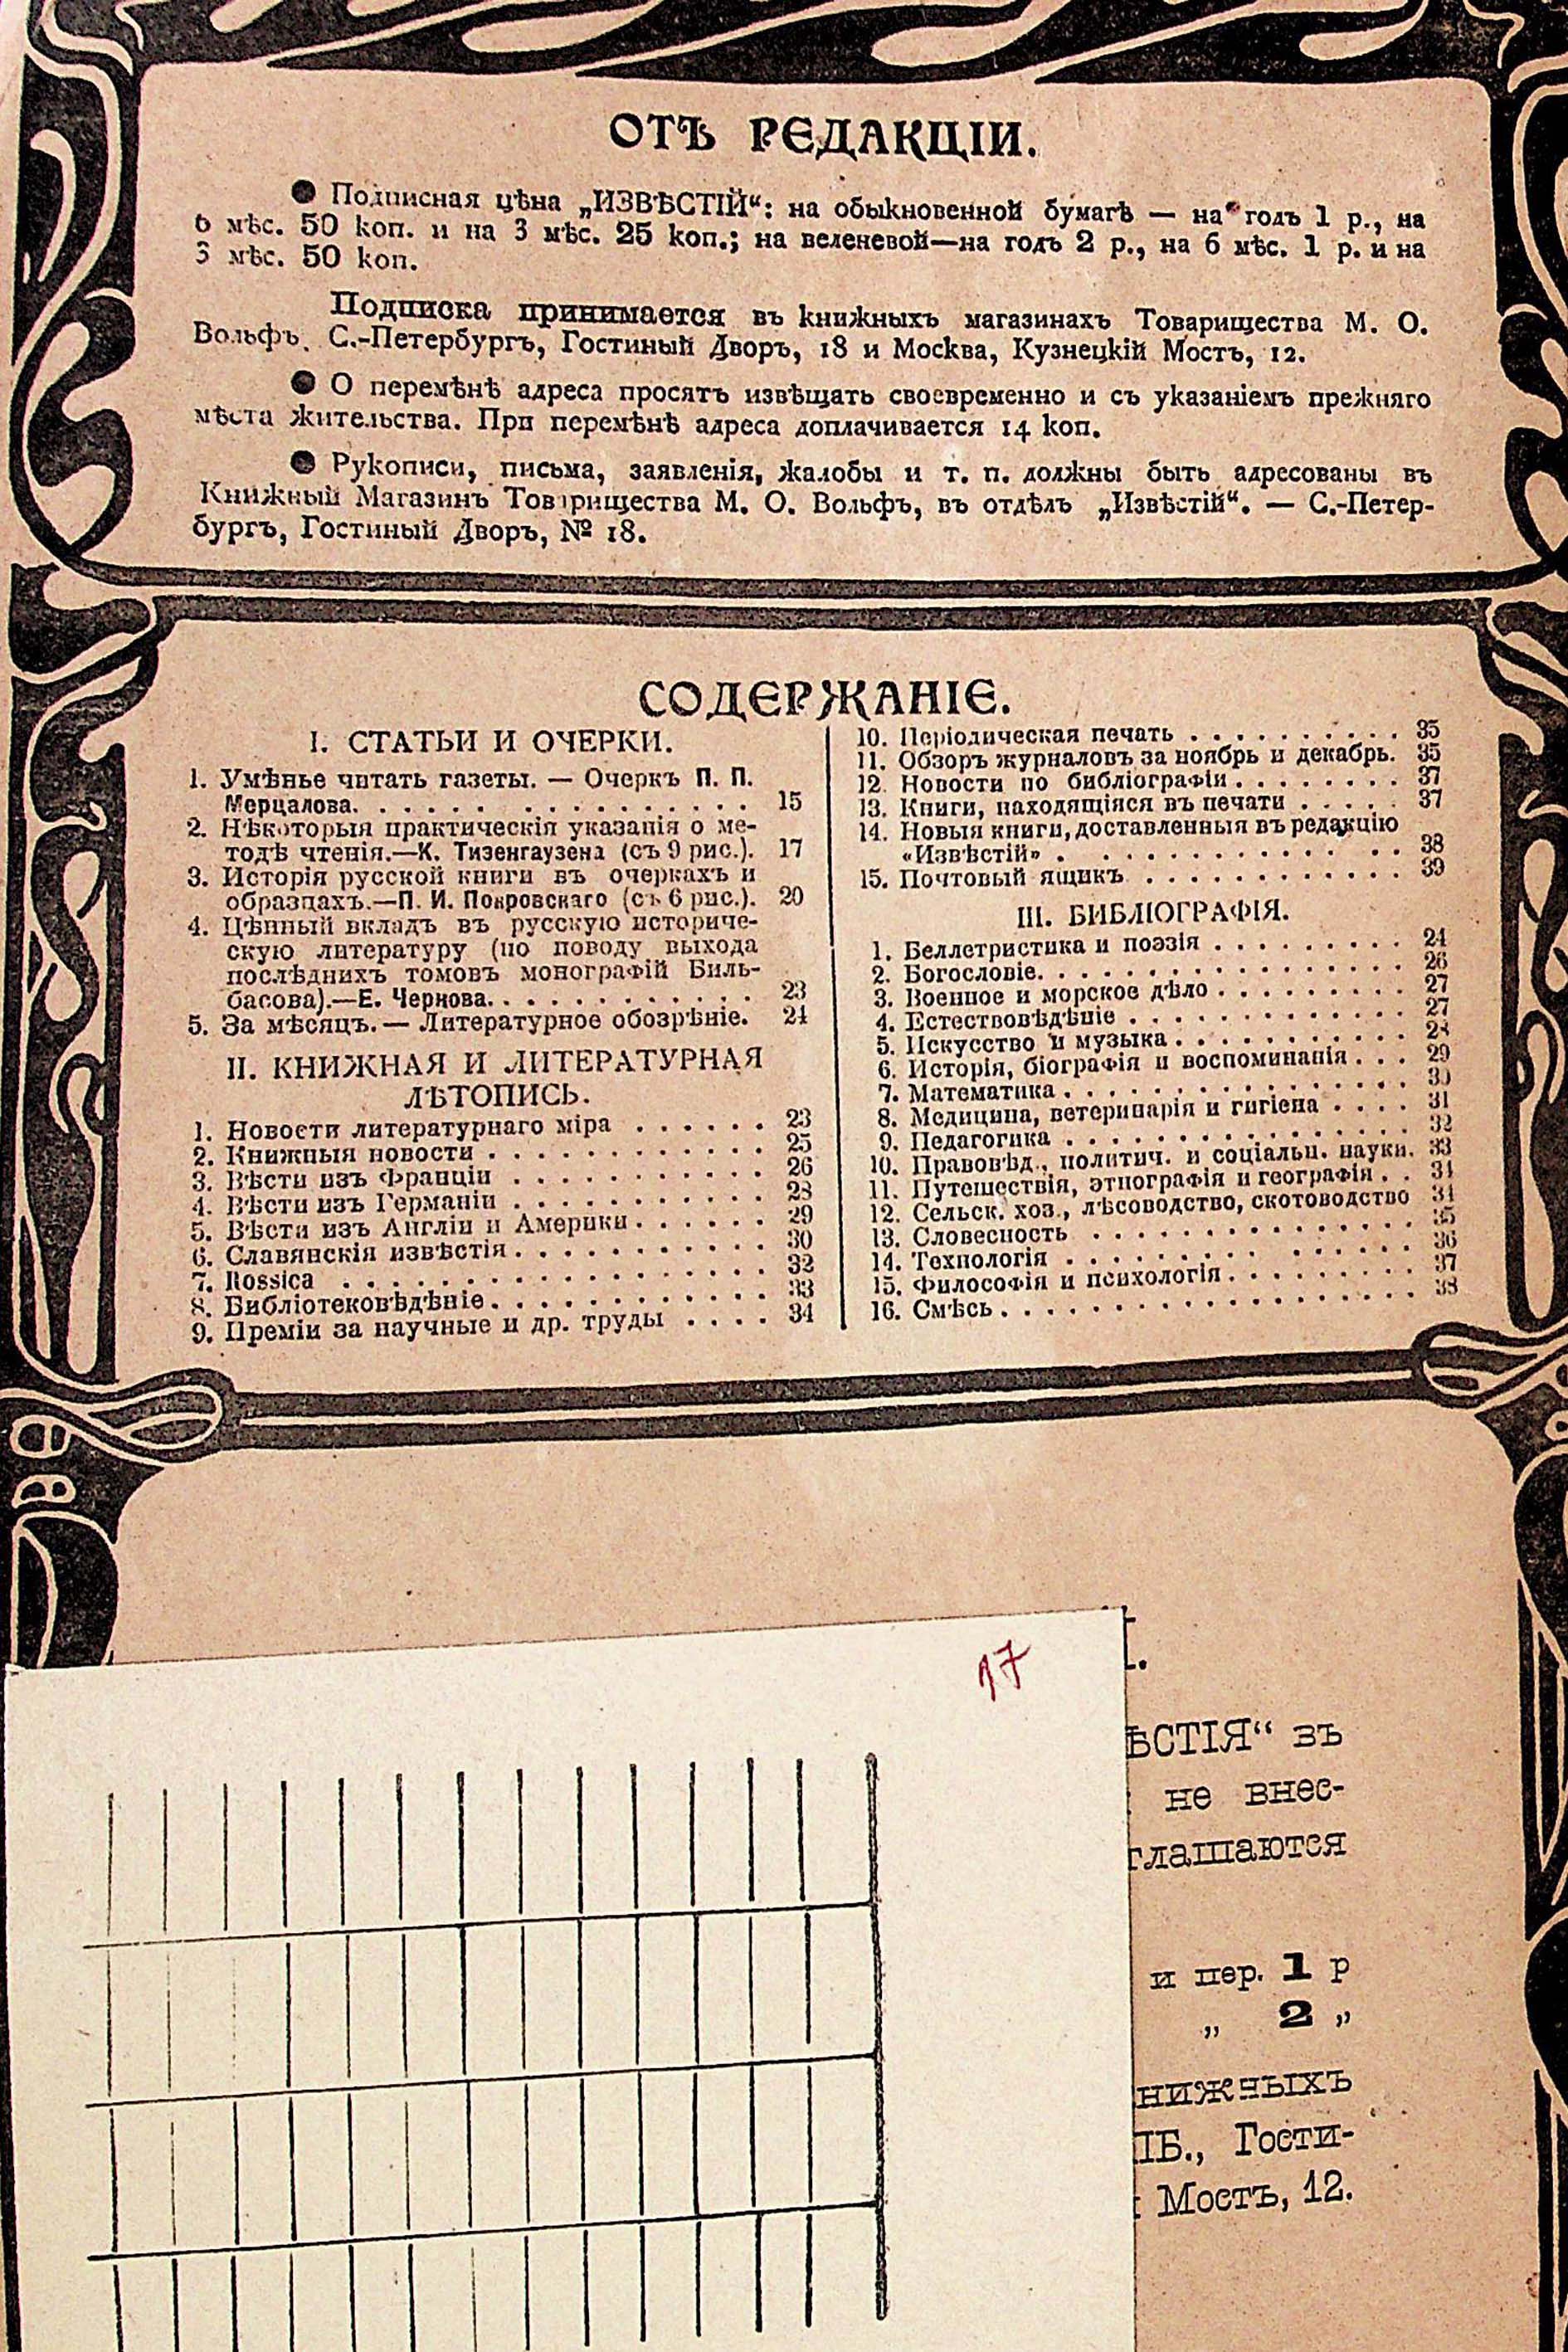 ОТЪ РЕДАКЦІИ.
● Подписная цѣна „ИЗВѢСТІЙ“: на обыкновенной бумагѣ — на годъ 1 р., на
6 мѣс. 50 коп. и на 3 мѣс. 25 коп.; на веленевой—на годъ 2 р., на 6 мѣс. 1 р. и на
3 мѣс. 50 коп.
Подписка принимается въ книжныхъ магазинахъ Товарищества М. О.
Вольфъ. С.-Петербургъ, Гостиный Дворъ, 18 и Москва, Кузнецкій Мостъ, 12.
● О перемѣнѣ адреса просятъ извѣщать своевременно и съ указаніемъ прежняго
мѣста жительства. При перемѣнѣ адреса доплачивается 14 коп.
● Рукописи, письма, заявленія, жалобы и т. п. должны быть адресованы въ
Книжный Магазинъ Товарищества М. О. Вольфъ, въ отдѣлъ „Извѣстій“. — С.-Петер-
бургъ, Гостиный Дворъ, № 18.
СОДЕРЖАНІЕ.
I. СТАТЬИ И ОЧЕРКИ.
1. Умѣнье читать газеты. — Очеркъ П. П.
Мерцалова. . . . . . . . . . . . . . . . 15
2. Нѣкоторыя практическія указанія о ме-
тодѣ чтенія.—К. Тизенгаузена (съ 9 рис.). 17
3. Исторія русской книги въ очеркахъ и
образцахъ.—П. И. Покровскаго (съ 6 рис.). 20
4. Цѣнный вкладъ въ русскую историче-
скую литературу (по поводу выхода
послѣднихъ томовъ монографій Биль-
басова).—Е. Чернова. . . . . . . . . . . . 23
5. За мѣсяцъ. — Литературное обозрѣніе. 24
II. КНИЖНАЯ И ЛИТЕРАТУРНАЯ
ЛѢТОПИСЬ.
1. Новости литературнаго міра . . . . . . 23
2. Книжныя новости . . . . . . . . . . . . 25
3. Вѣсти изъ Франціи . . . . . . . . . . . 26
4. Вѣсти изъ Германіи . . . . . . . . . . . 28
5. Вѣсти изъ Англіи и Америки . . . . . . 29
6. Славянскія извѣстія . . . . . . . . . . . 30
7. Rossica . . . . . . . . . . . . . . . . . . 32
8. Библіотековѣдѣніе . . . . . . . . . . . . 33
9. Преміи за научные и др. труды . . . . 34
10. Періодическая печать . . . . . . . . . . 35
11. Обзоръ журналовъ за ноябрь и декабрь. 35
12. Новости по библіографіи . . . . . . . . 37
13. Книги, находящіяся въ печати . . . . . 37
14. Новыя книги, доставленныя въ редакцію
«Извѣстій» . . . . . . . . . . . . . . 38
15. Почтовый ящикъ . . . . . . . . . . . . 39
III. БИБЛІОГРАФІЯ.
1. Беллетристика и поэзія . . . . . . . . . 24
2. Богословіе. . . . . . . . . . . . . . . . . 26
3. Военное и морское дѣло . . . . . . . . . 27
4. Естествовѣдѣніе . . . . . . . . . . . . . 27
5. Искусство и музыка . . . . . . . . . . . 28
6. Исторія, біографія и воспоминанія . . . 29
7. Математика . . . . . . . . . . . . . . . . 30
8. Медицина, ветеринарія и гигіена . . . . 31
9. Педагогика . . . . . . . . . . . . . . . . 32
10. Правовѣд., политич. и соціальн. науки. 33
11. Путешествія, этнографія и географія . . 34
12. Сельск. хоз., лѣсоводство, скотоводство 34
13. Словесность . . . . . . . . . . . . . . . 35
14. Технологія . . . . . . . . . . . . . . . 36
15. Философія и психологія . . . . . . . . . 37
16. Смѣсь . . . . . . . . . . . . . . . . . . 38
17
ѢСТІЯ“ въ
не внес-
глашаются
и пер. 1 р
„ 2 „
нижныхъ
ПБ., Гости-
Мостъ, 12.